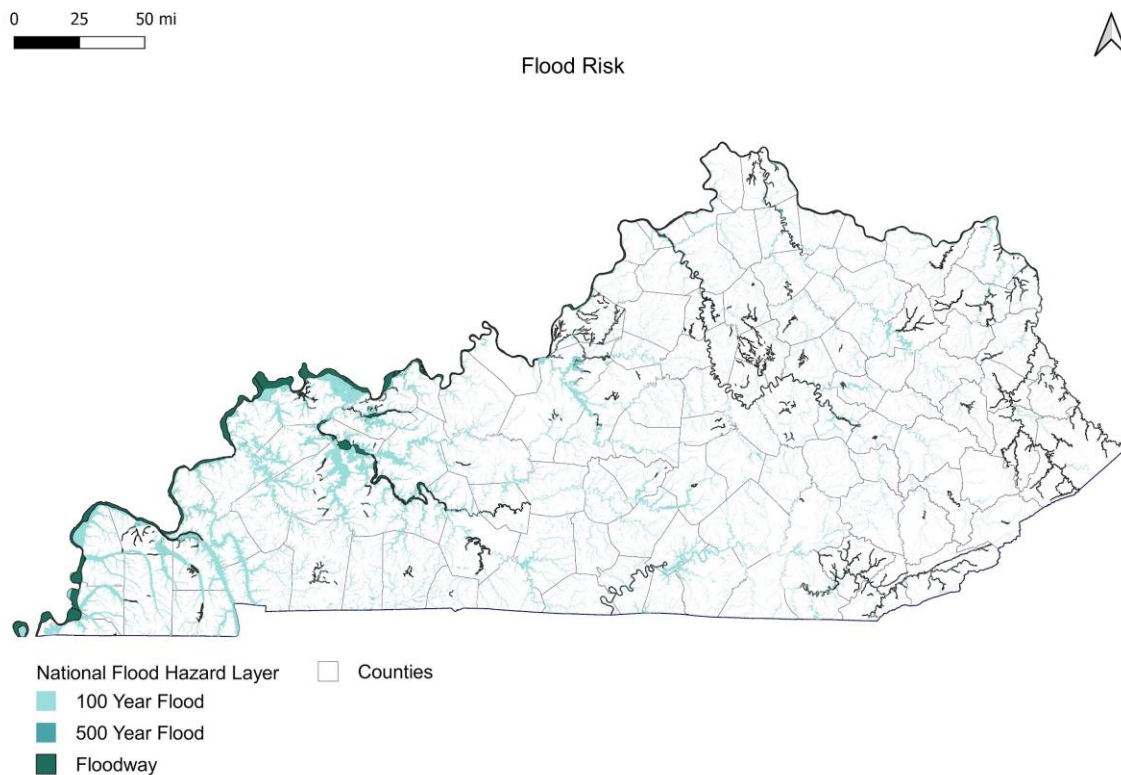 0 25 50 mi
Flood Risk
National Flood Hazard Layer
Counties
100 Year Flood
500 Year Flood
Floodway